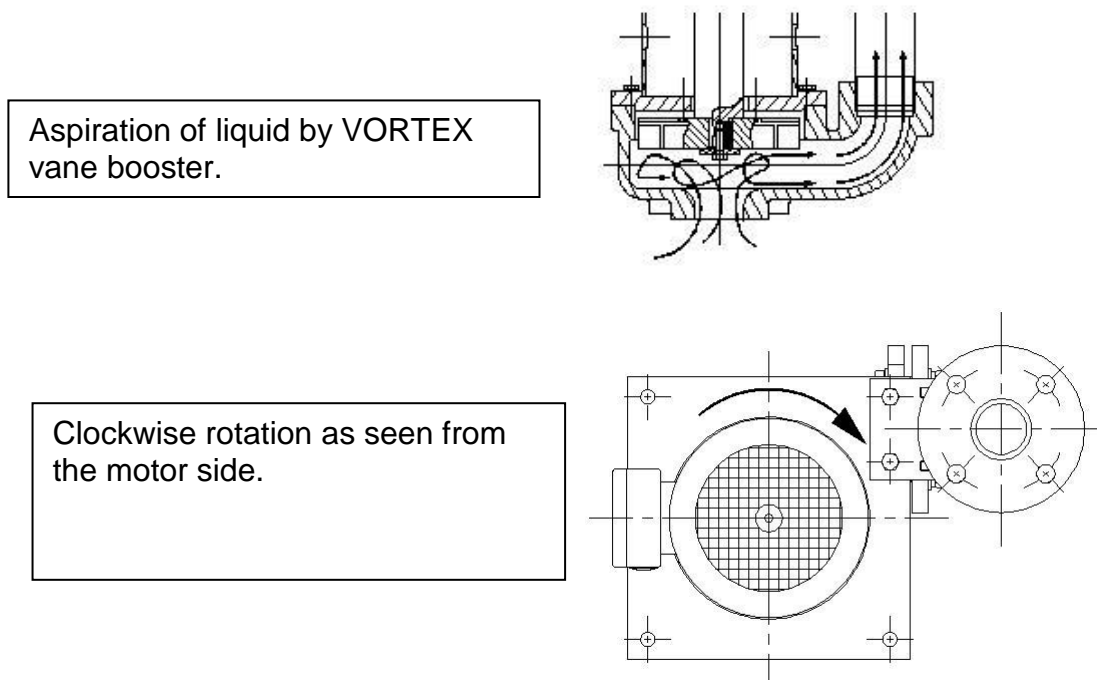 Aspiration of liquid by VORTEX
vane booster.
Clockwise rotation as seen from
the motor side.